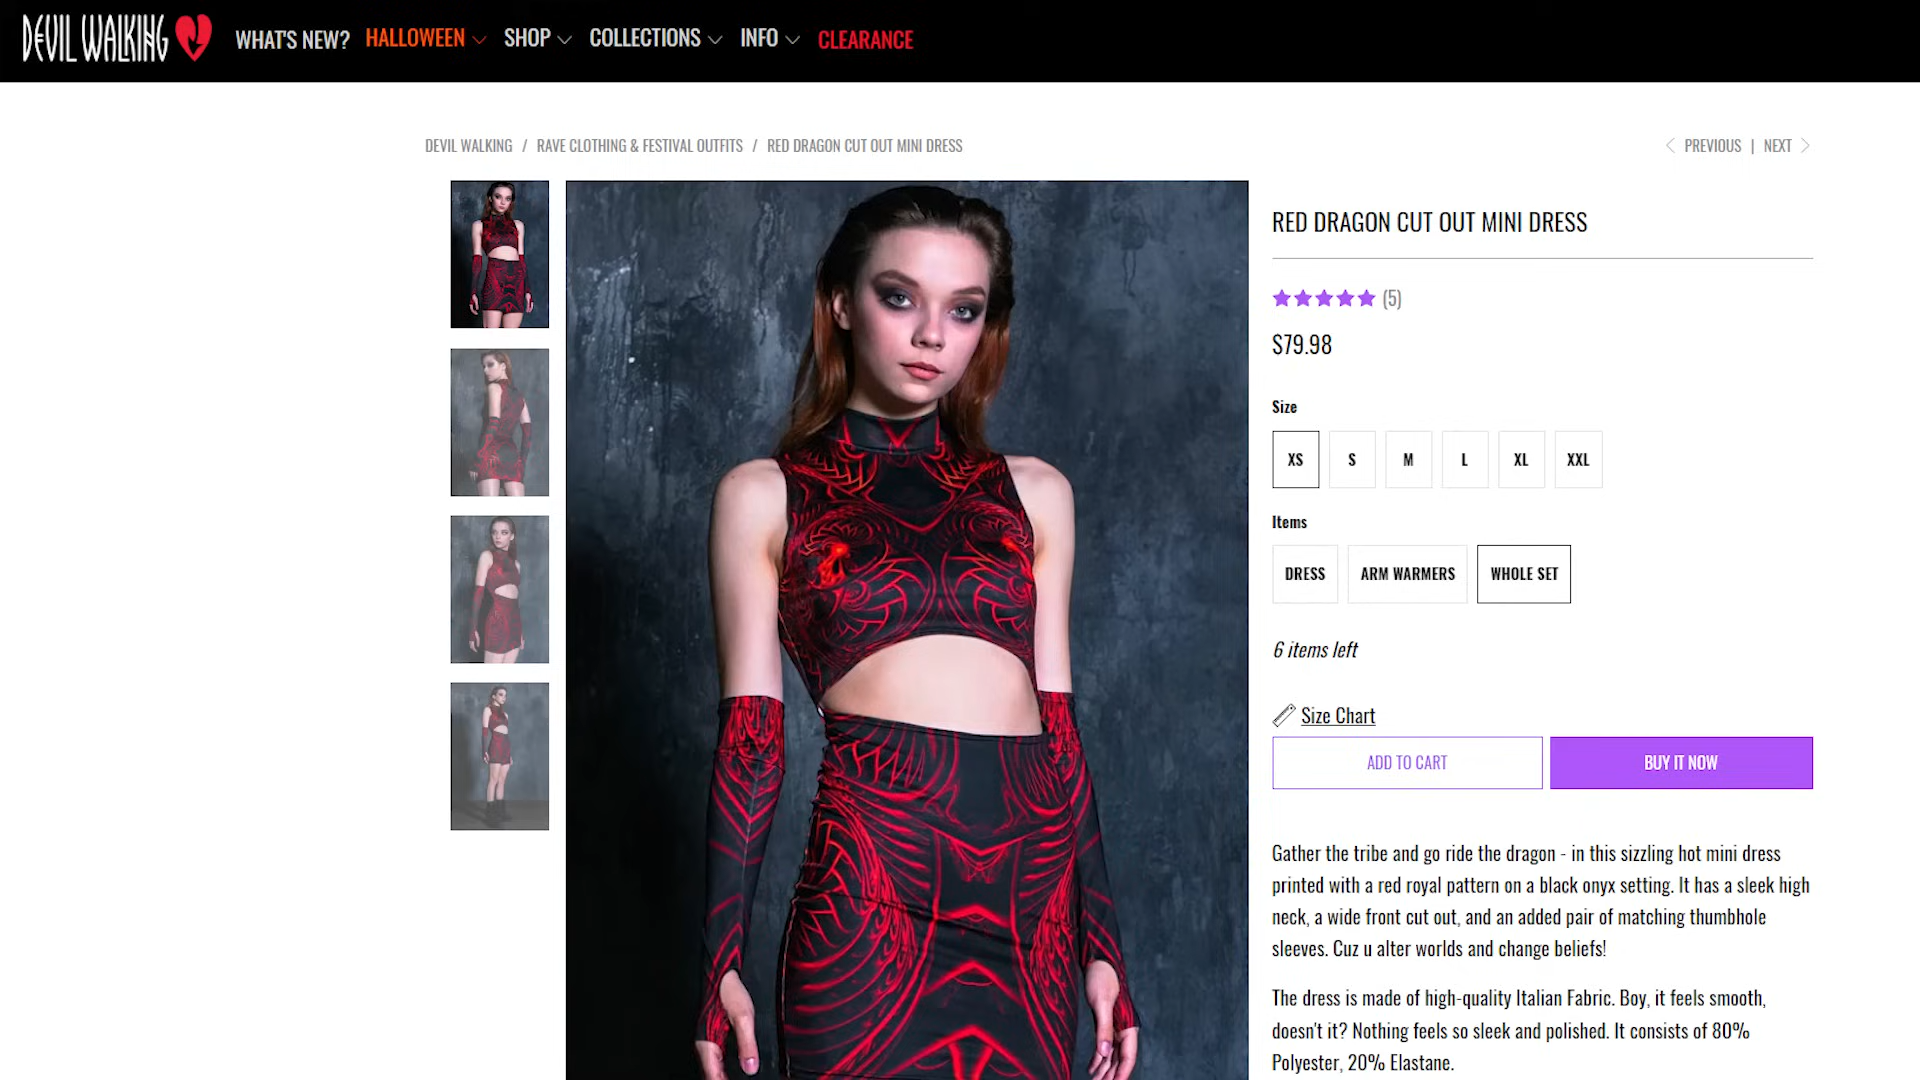 DEVIL WALKING
WHAT'S NEW?
HALLOWEEN
SHOP
COLLECTIONS
INFO
CLEARANCE
DEVIL WALKING / RAVE CLOTHING & FESTIVAL OUTFITS / RED DRAGON CUT OUT MINI DRESS
PREVIOUS | NEXT
RED DRAGON CUT OUT MINI DRESS
(5)
$79.98
Size
XS S M L XL XXL
Items
DRESS ARM WARMERS WHOLE SET
6 items left
Size Chart
ADD TO CART BUY IT NOW
Gather the tribe and go ride the dragon - in this sizzling hot mini dress
printed with a red royal pattern on a black onyx setting. It has a sleek high
neck, a wide front cut out, and an added pair of matching thumbhole
sleeves. Cuz u alter worlds and change beliefs!
The dress is made of high-quality Italian Fabric. Boy, it feels smooth,
doesn't it? Nothing feels so sleek and polished. It consists of 80%
Polyester, 20% Elastane.